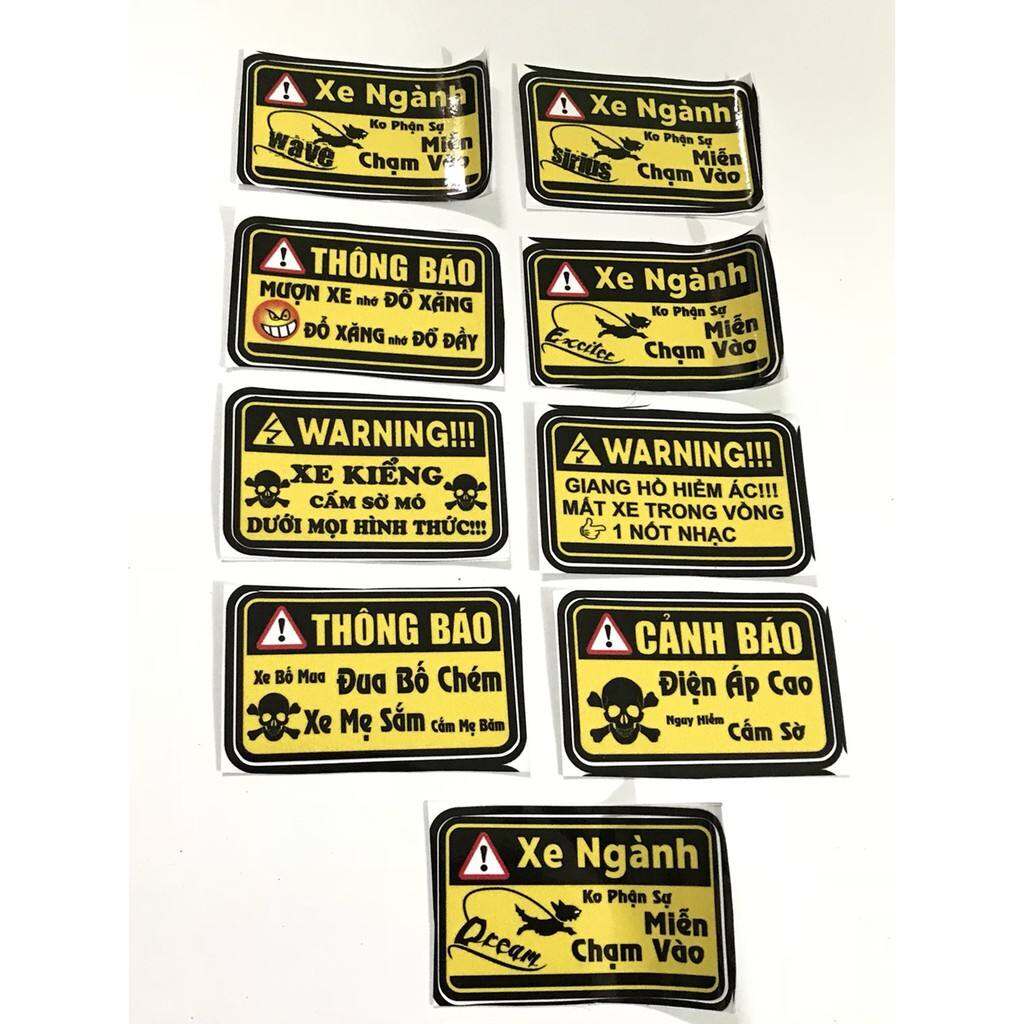 Xe Ngành
Ko Phận Sự
wave
Miễn
Chạm Vào
Xe Ngành
Ko Phận Sự
sirius
Miễn
Chạm Vào
THÔNG BÁO
MƯỢN XE nhớ ĐỔ XĂNG
ĐỔ XĂNG nhớ ĐỔ ĐẦY
Xe Ngành
Ko Phận Sự
Exciter
Miễn
Chạm Vào
WARNING!!!
XE KIỂNG
CẤM SỜ MÓ
DƯỚI MỌI HÌNH THỨC!!!
WARNING!!!
GIANG HỒ HIỂM ÁC!!!
MẤT XE TRONG VÒNG
1 NỐT NHẠC
THÔNG BÁO
Xe Bố Mua Đua Bố Chém
Xe Mẹ Sắm Cắm Mẹ Băm
CẢNH BÁO
Điện Áp Cao
Nguy Hiểm
Cấm Sờ
Xe Ngành
Ko Phận Sự
Dream
Miễn
Chạm Vào